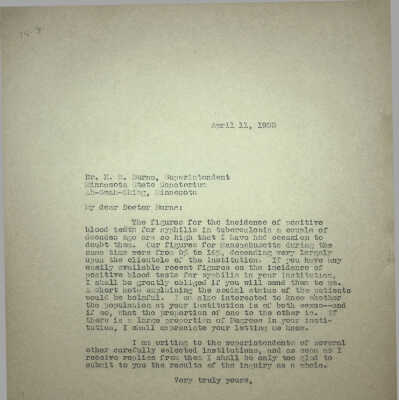 April 11, 19
Dr. H. Burns, Superintendent
Minnesota State Sanatorium
Ah-Gwah-Ching, Minnesota
My dear Doctor Burns:
The figures for the incidence of positive
blood tests for syphilis in tuberculosis a couple of
decades ago are so high that I have had occasion to
doubt them. Our figures for Massachusetts during the
same time were from to depending very largely
upon the clientele of the institution. If you have any
easily available recent figures on the incidence of
positive blood tests for syphilis in your institution,
I shall be greatly obliged if you will send them to me.
A short note explaining the social status of the patients
would be helpful. I am also interested to know whether
the population at your institution is of both sexes--and
if so, what the proportion of one to the other is. If
there is a large proportion of Negroes in your insti-
tution, I shall appreciate your letting me know.
I am writing to the superintendents of several
other carefully selected institutions, and as soon as I
receive replies from them I shall be only too glad to
submit to you the results of the inquiry as a whole.
Very truly yours,